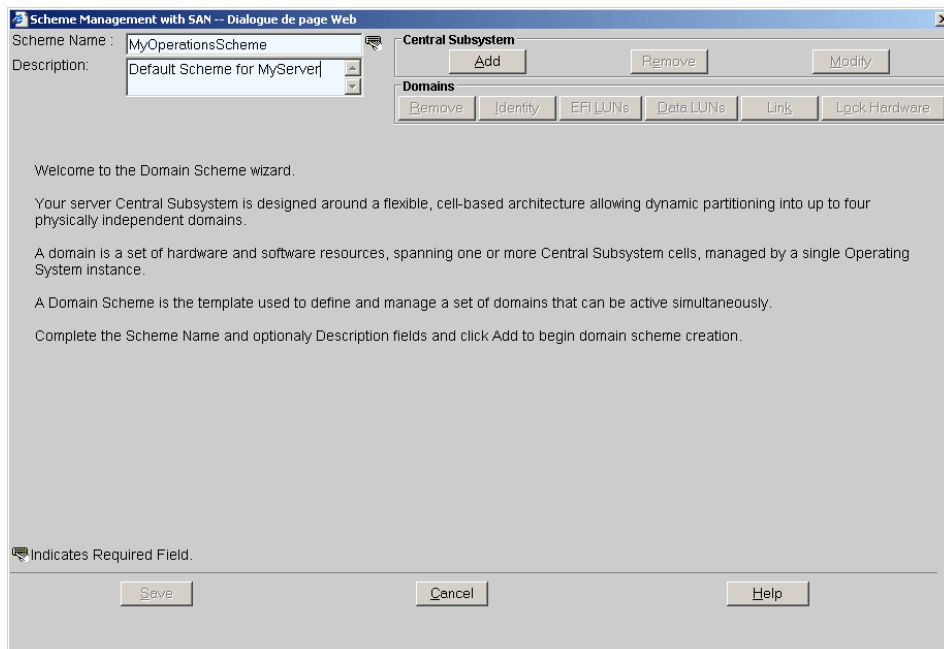 Scheme Management with SAN -- Dialogue de page Web
Scheme Name : MyOperationsScheme
Description: Default Scheme for MyServer
Central Subsystem
Add Remove Modify
Domains
Remove Identity EFI LUNs Data LUNs Link Lock Hardware
Welcome to the Domain Scheme wizard.
Your server Central Subsystem is designed around a flexible, cell-based architecture allowing dynamic partitioning into up to four
physically independent domains.
A domain is a set of hardware and software resources, spanning one or more Central Subsystem cells, managed by a single Operating
System instance.
A Domain Scheme is the template used to define and manage a set of domains that can be active simultaneously.
Complete the Scheme Name and optionaly Description fields and click Add to begin domain scheme creation.
Indicates Required Field.
Save Cancel Help